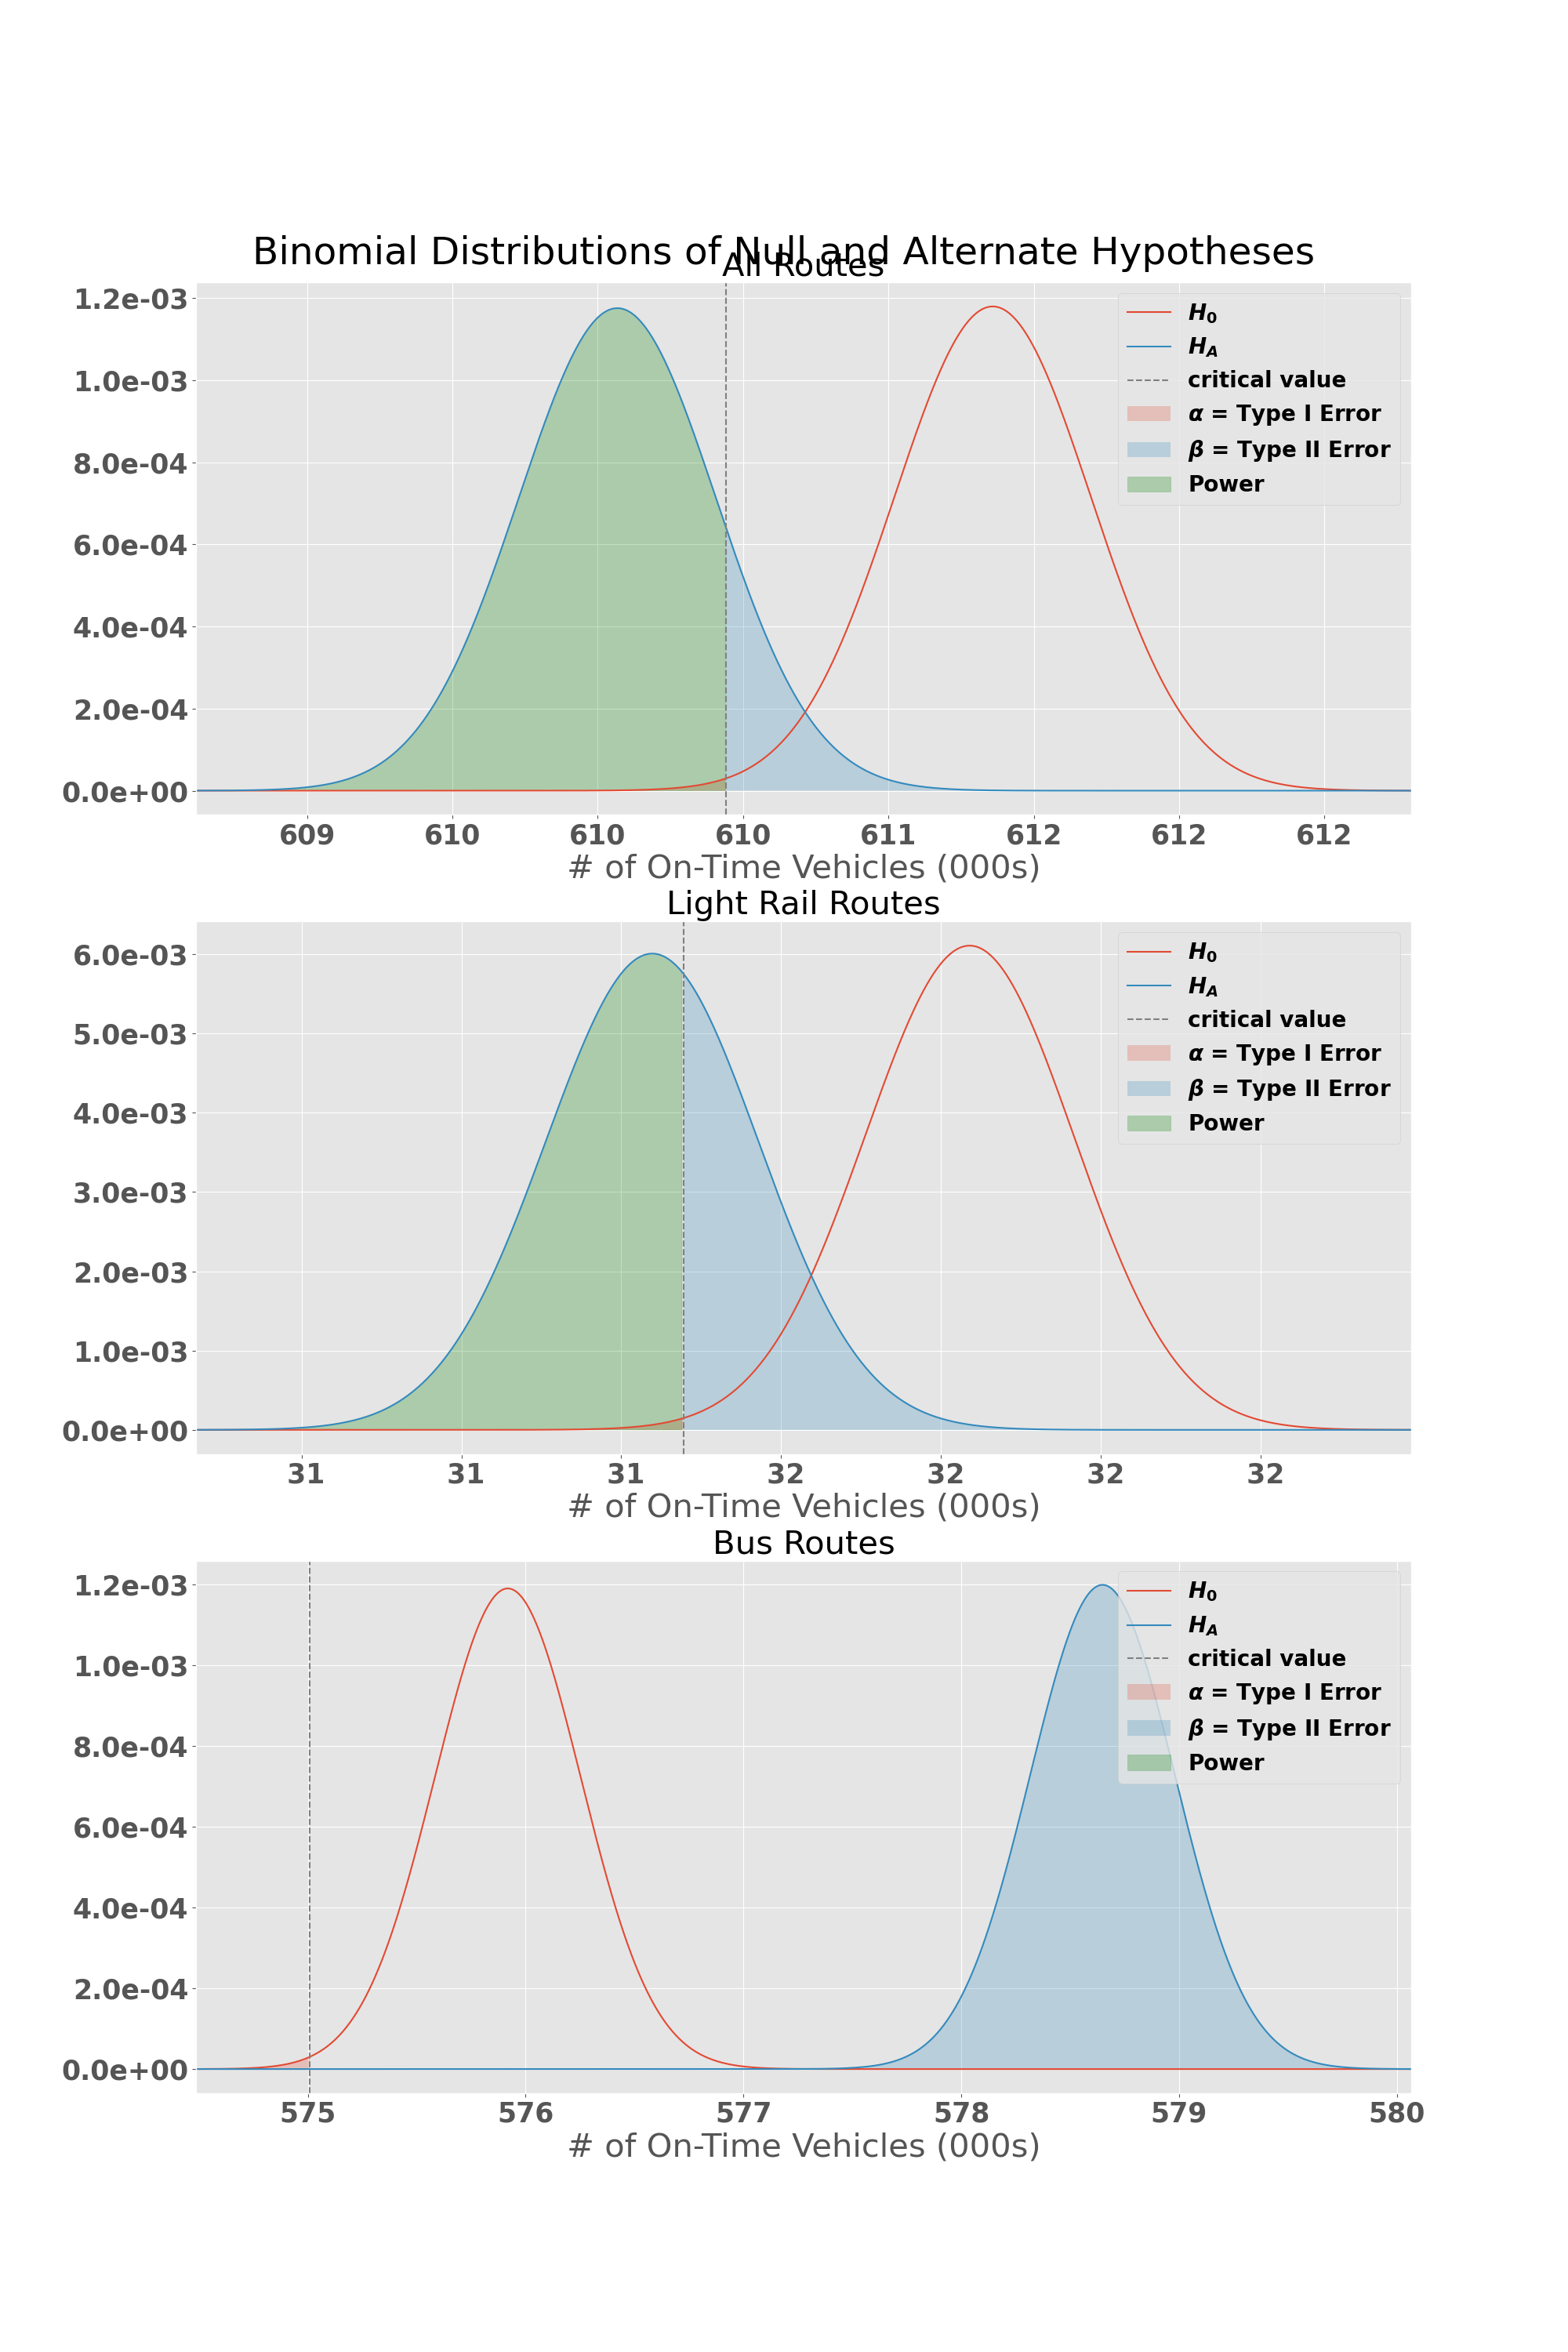 Binomial Distributions of Null and Alternate Hypotheses
All Routes
1.2e-03
1.0e-03
8.0e-04
6.0e-04
4.0e-04
2.0e-04
0.0e+00
H0
HA
critical value
α = Type I Error
β = Type II Error
Power
609 610 610 610 611 612 612 612
# of On-Time Vehicles (000s)
Light Rail Routes
6.0e-03
5.0e-03
4.0e-03
3.0e-03
2.0e-03
1.0e-03
0.0e+00
H0
HA
critical value
α = Type I Error
β = Type II Error
Power
31 31 31 32 32 32 32
# of On-Time Vehicles (000s)
Bus Routes
1.2e-03
1.0e-03
8.0e-04
6.0e-04
4.0e-04
2.0e-04
0.0e+00
H0
HA
critical value
α = Type I Error
β = Type II Error
Power
575 576 577 578 579 580
# of On-Time Vehicles (000s)